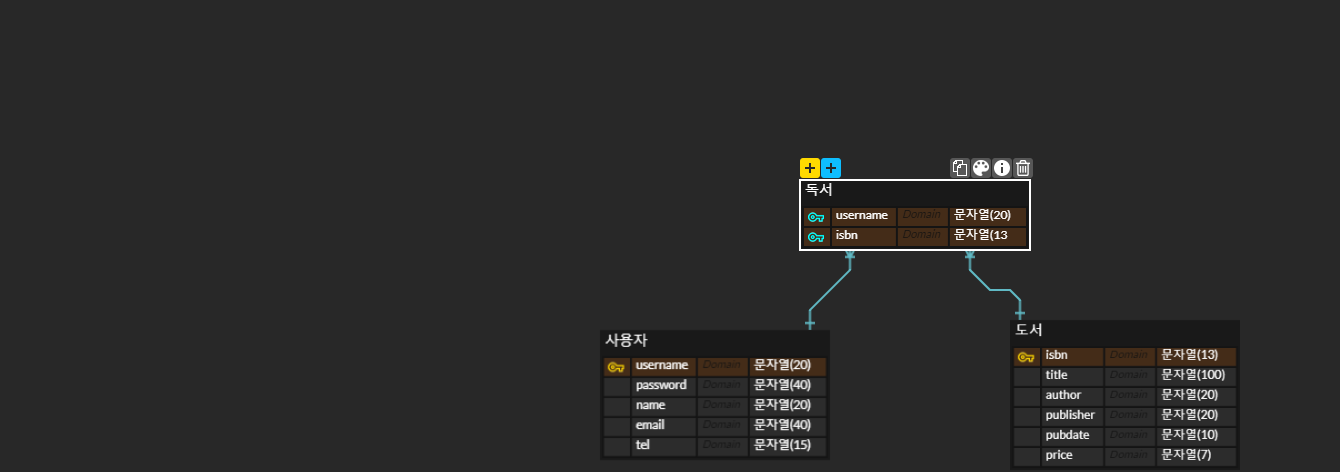 독서
username Domain 문자열(20)
isbn Domain 문자열(13
사용자
username Domain 문자열(20)
password Domain 문자열(40)
name Domain 문자열(20)
email Domain 문자열(40)
tel Domain 문자열(15)
도서
isbn Domain 문자열(13)
title Domain 문자열(100)
author Domain 문자열(20)
publisher Domain 문자열(20)
pubdate Domain 문자열(10)
price Domain 문자열(7)